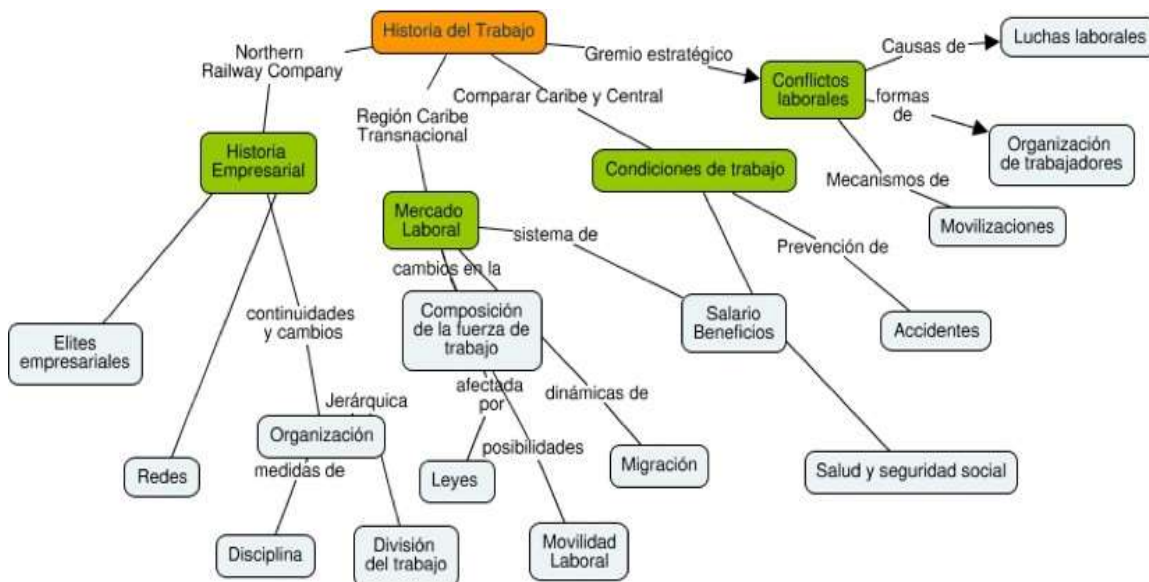 Historia del Trabajo
Northern
Railway Company
Gremio estratégico
Causas de
Luchas laborales
Conflictos
laborales
Comparar Caribe y Central
formas
de
Región Caribe
Transnacional
Organización
de trabajadores
Historia
Empresarial
Condiciones de trabajo
Mecanismos de
Mercado
Laboral
Movilizaciones
sistema de
Prevención de
cambios en la
continuidades
y cambios
Composición
de la fuerza de
trabajo
Salario
Beneficios
Accidentes
Elites
empresariales
afectada
por
dinámicas de
Jerárquica
Organización
posibilidades
Redes
medidas de
Leyes
Migración
Salud y seguridad social
Disciplina
División
del trabajo
Movilidad
Laboral